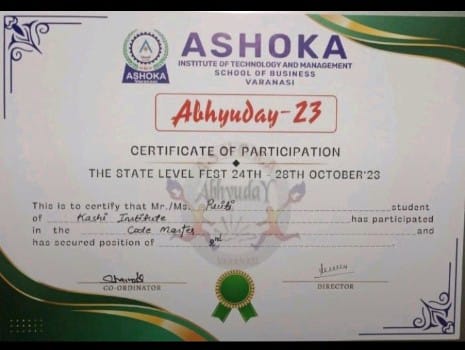 ASHOKA
INSTITUTE OF TECHNOLOGY AND MANAGEMENT
SCHOOL OF BUSINESS
VARANASI
ASHOKA
Abhyuday-23
CERTIFICATE OF PARTICIPATION
THE STATE LEVEL FEST 24TH - 28TH OCTOBER'23
This is to certify that Mr./Ms. student
of Kashi Institute has participated
in the Code Master and
has secured position of
Abhyuday
VARANASI
CO-ORDINATOR
DIRECTOR